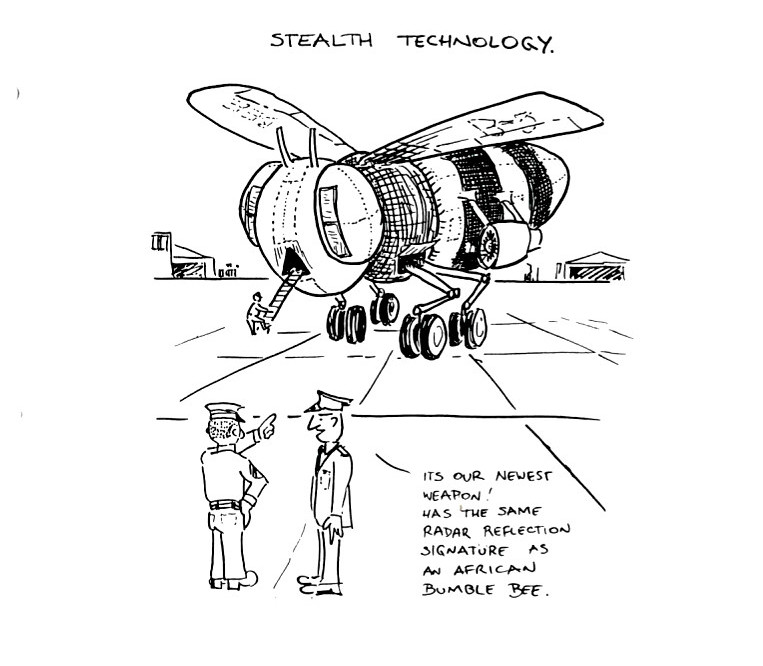 STEALTH TECHNOLOGY.
ITS OUR NEWEST
WEAPON!
HAS THE SAME
RADAR REFLECTION
SIGNATURE AS
AN AFRICAN
BUMBLE BEE.